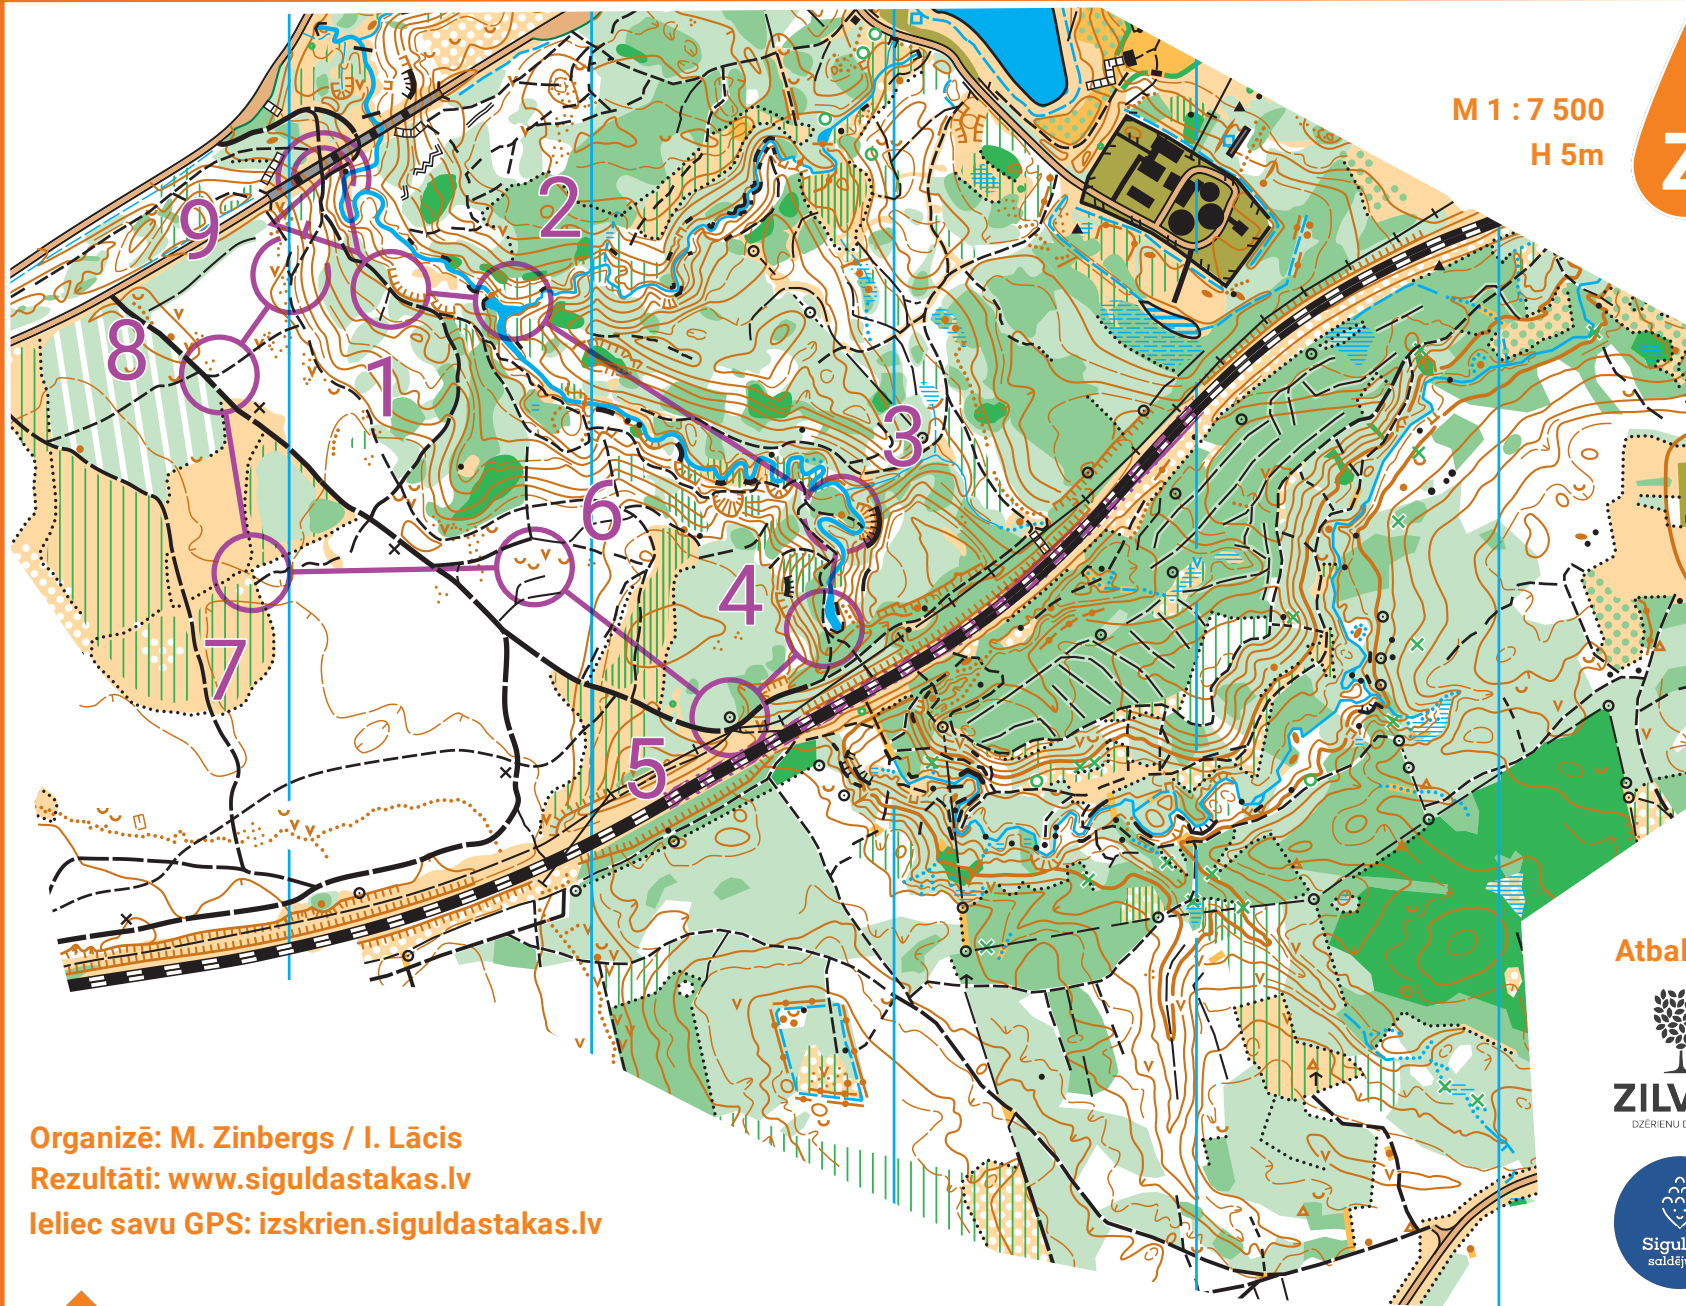 M 1 : 7 500
H 5m
Z
2
9
8
1
3
6
4
7
5
Organizē: M. Zinbergs / I. Lācis
Rezultāti: www.siguldastakas.lv
Ieliec savu GPS: izskrien.siguldastakas.lv